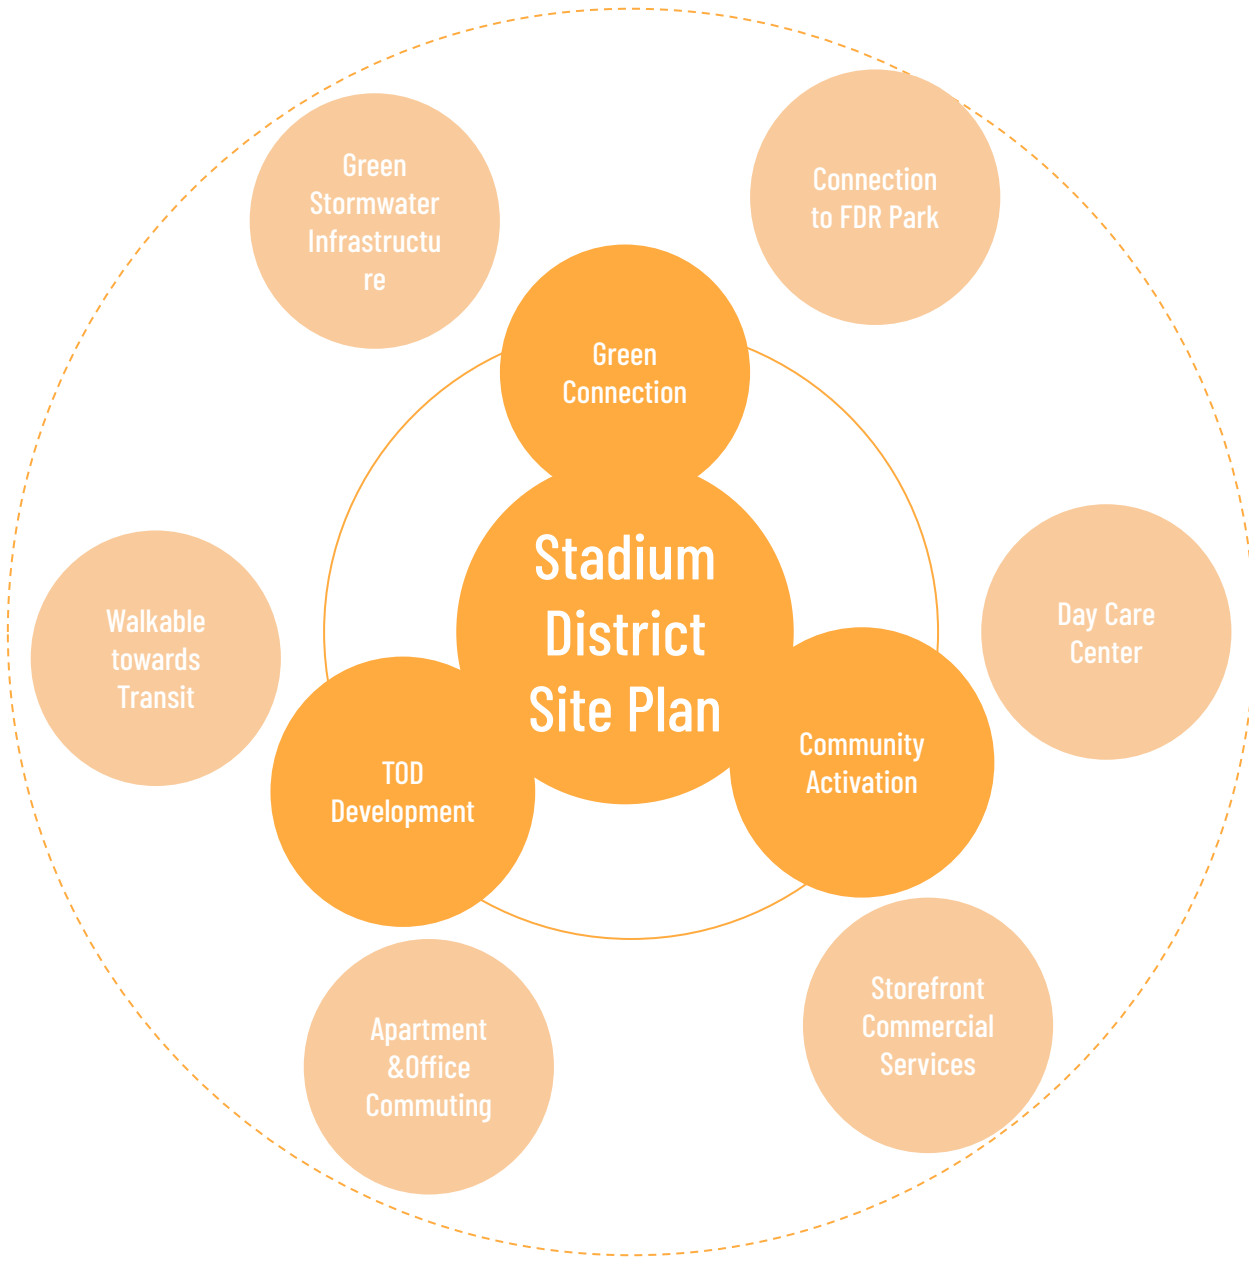 Green
Stormwater
Infrastructu
re
Connection
to FDR Park
Green
Connection
Stadium
District
Site Plan
Walkable
towards
Transit
Day Care
Center
TOD
Development
Community
Activation
Apartment
&Office
Commuting
Storefront
Commercial
Services